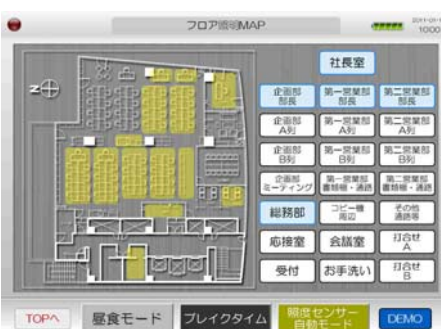 フロア照明MAP
1000
N
社長室
企画部
部長
第一営業部
部長
第二営業部
部長
企画部
A列
第一営業部
A列
第二営業部
A列
企画部
B列
第一営業部
B列
第二営業部
B列
企画部
ミーティング
第一営業部
書類棚・通路
第二営業部
書類棚・通路
総務部
コピー機
周辺
その他
通路等
応接室
会議室
打合せ
A
受付
お手洗い
打合せ
B
TOPへ
昼食モード
ブレイクタイム
照度センサー
自動モード
DEMO